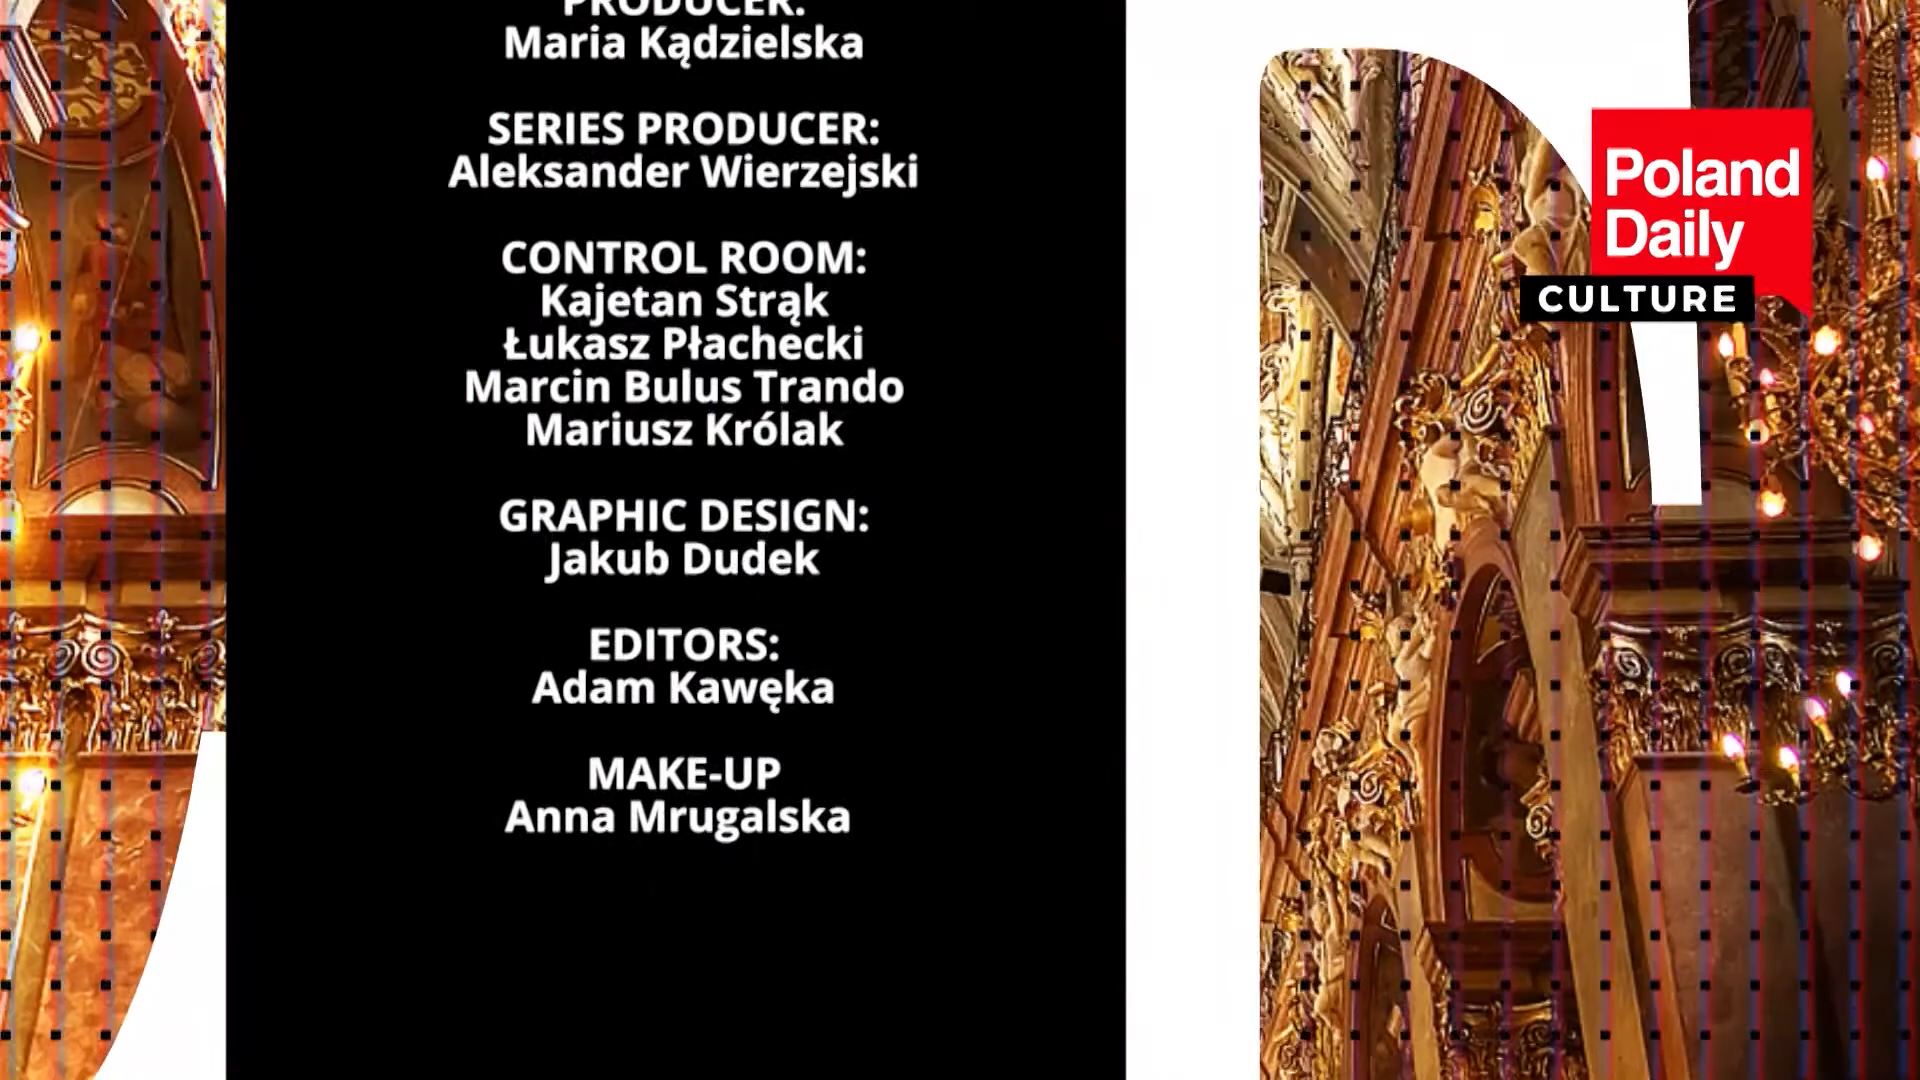 PRODUCER:
Maria Kądzielska
SERIES PRODUCER:
Aleksander Wierzejski
CONTROL ROOM:
Kajetan Strąk
Łukasz Płachecki
Marcin Bulus Trando
Mariusz Królak
GRAPHIC DESIGN:
Jakub Dudek
EDITORS:
Adam Kawęka
MAKE-UP
Anna Mrugalska
Poland
Daily
CULTURE